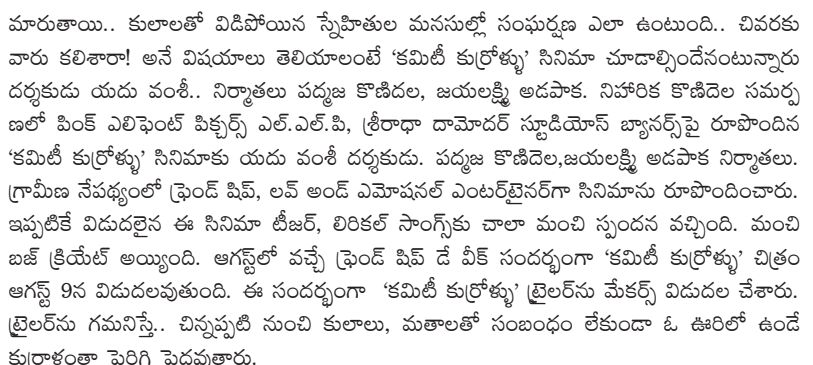 మారుతాయి.. కులాలతో విడిపోయిన స్నేహితుల మనసుల్లో సంఘర్షణ ఎలా ఉంటుంది.. చివరకు
వారు కలిశారా! అనే విషయాలు తెలియాలంటే ‘కమిటీ కుర్రోళ్ళు’ సినిమా చూడాల్సిందేనంటున్నారు
దర్శకుడు యదు వంశీ.. నిర్మాతలు పద్మజ కొణిదల, జయలక్ష్మి అడపాక. నిహారిక కొణిదెల సమర్ప
ణలో పింక్ ఎలిఫెంట్ పిక్చర్స్ ఎల్.ఎల్.పి, శ్రీరాధా దామోదర్ స్టూడియోస్ బ్యానర్స్‌పై రూపొందిన
‘కమిటీ కుర్రోళ్ళు’ సినిమాకు యదు వంశీ దర్శకుడు. పద్మజ కొణిదెల,జయలక్ష్మి అడపాక నిర్మాతలు.
గ్రామీణ నేపథ్యంలో ఫ్రెండ్ షిప్, లవ్ అండ్ ఎమోషనల్ ఎంటర్‌టైనర్‌గా సినిమాను రూపొందించారు.
ఇప్పటికే విడుదలైన ఈ సినిమా టీజర్, లిరికల్ సాంగ్స్‌కు చాలా మంచి స్పందన వచ్చింది. మంచి
బజ్ క్రియేట్ అయ్యింది. ఆగస్ట్‌లో వచ్చే ఫ్రెండ్ షిప్ డే వీక్ సందర్భంగా ‘కమిటీ కుర్రోళ్ళు’ చిత్రం
ఆగస్ట్ 9న విడుదలవుతుంది. ఈ సందర్భంగా ‘కమిటీ కుర్రోళ్ళు’ ట్రైలర్‌ను మేకర్స్ విడుదల చేశారు.
ట్రైలర్‌ను గమనిస్తే.. చిన్నప్పటి నుంచి కులాలు, మతాలతో సంబంధం లేకుండా ఓ ఊరిలో ఉండే
కుర్రాళ్లంతా పెరిగి పెద్దవుతారు.